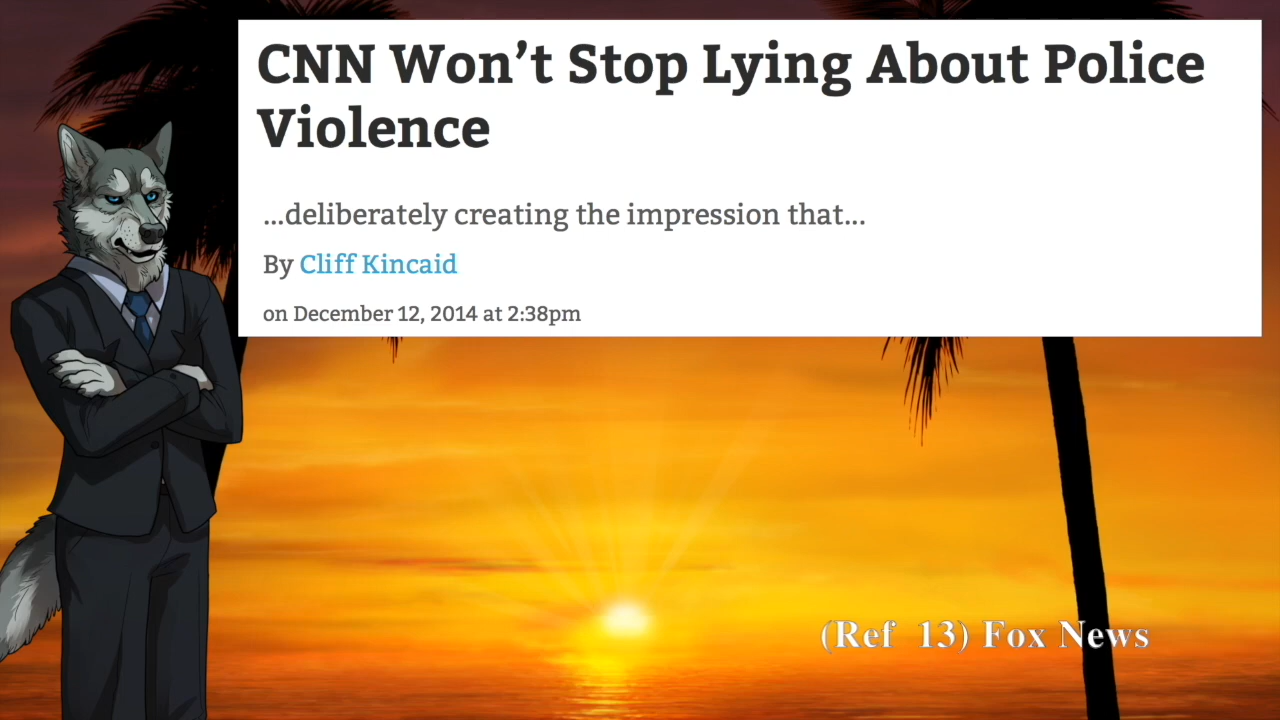 CNN Won’t Stop Lying About Police
Violence
...deliberately creating the impression that...
By Cliff Kincaid
on December 12, 2014 at 2:38pm
(Ref 13) Fox News